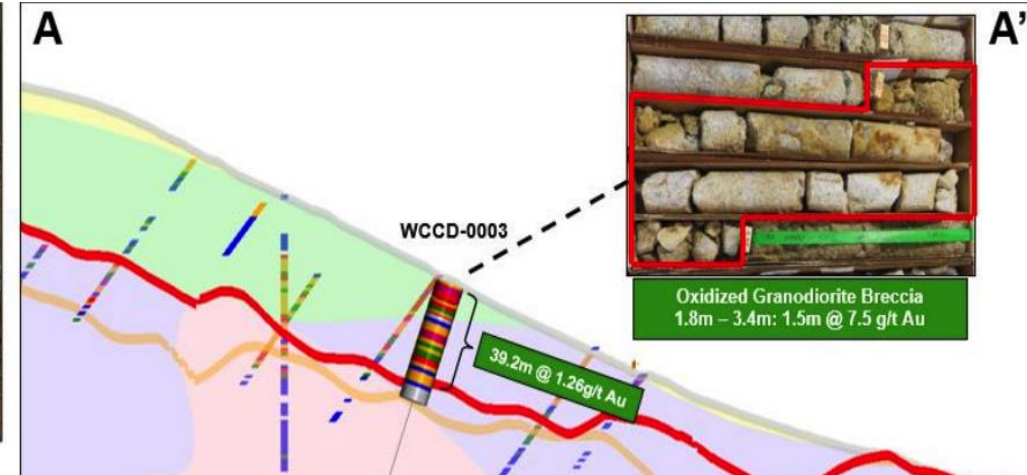 A
A’
WCCD-0003
Oxidized Granodiorite Breccia
1.8m – 3.4m: 1.5m @ 7.5 g/t Au
39.2m @ 1.26g/t Au